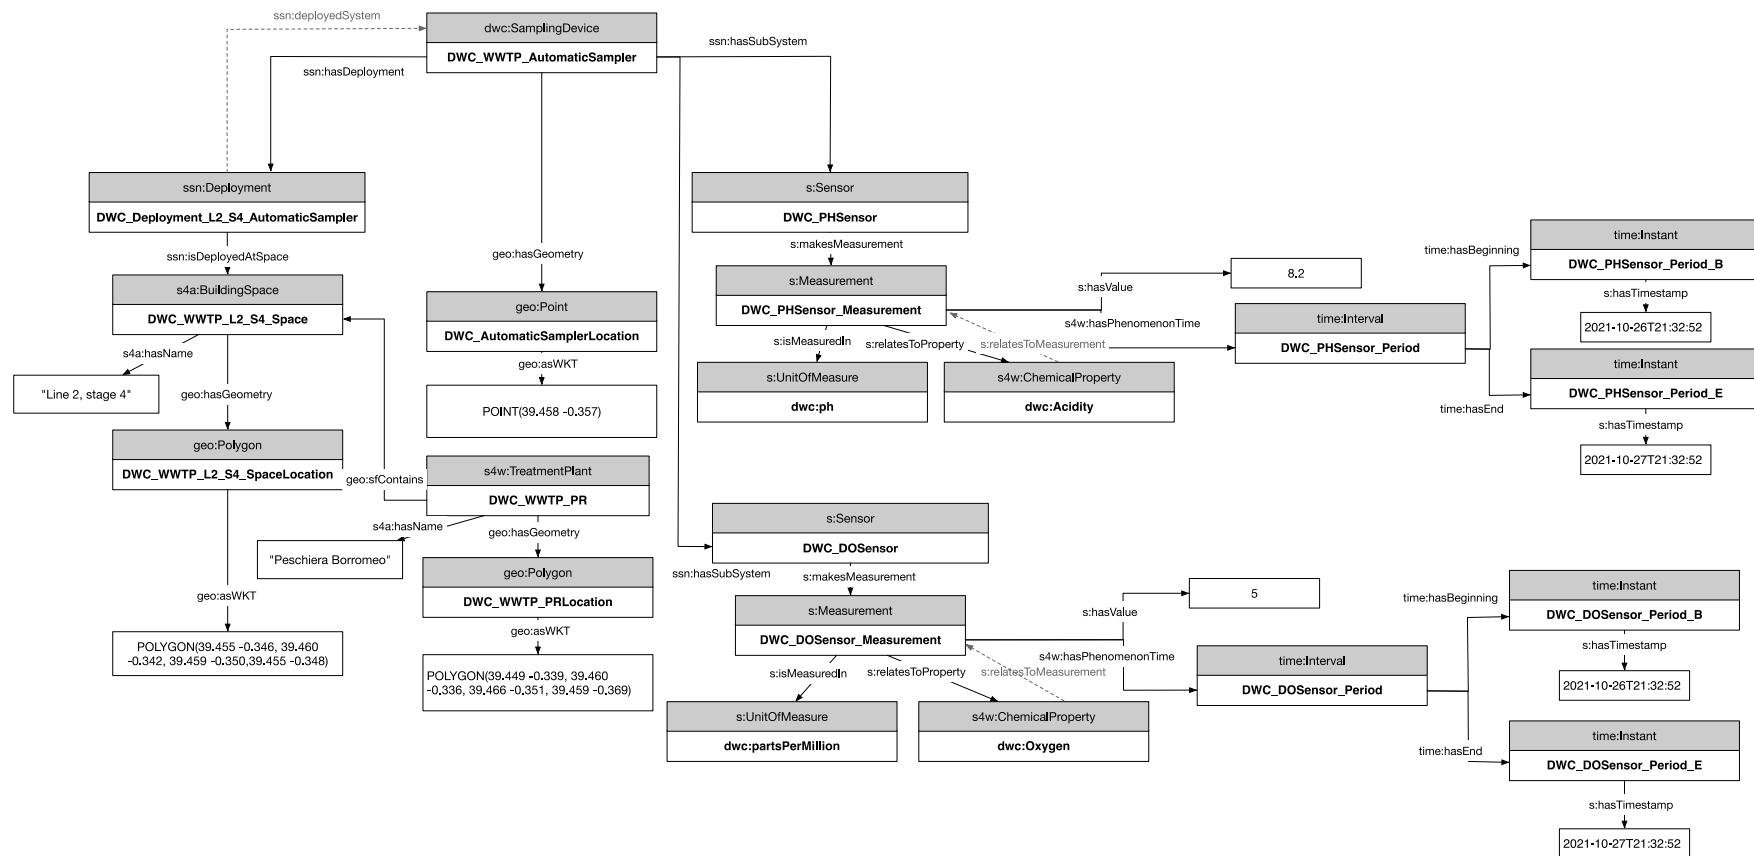 ssn:deployedSystem
dwc:SamplingDevice
DWC_WWTP_AutomaticSampler
ssn:hasSubSystem
ssn:hasDeployment
ssn:Deployment
DWC_Deployment_L2_S4_AutomaticSampler
ssn:isDeployedAtSpace
s4a:BuildingSpace
DWC_WWTP_L2_S4_Space
s4a:hasName
"Line 2, stage 4"
geo:hasGeometry
geo:Polygon
DWC_WWTP_L2_S4_SpaceLocation
geo:asWKT
POLYGON(39.455 -0.346, 39.460
-0.342, 39.459 -0.350,39.455 -0.348)
geo:hasGeometry
geo:Point
DWC_AutomaticSamplerLocation
geo:asWKT
POINT(39.458 -0.357)
geo:sfContains
s4w:TreatmentPlant
DWC_WWTP_PR
s4a:hasName
"Peschiera Borromeo"
geo:hasGeometry
geo:Polygon
DWC_WWTP_PRLocation
geo:asWKT
POLYGON(39.449 -0.339, 39.460
-0.336, 39.466 -0.351, 39.459 -0.369)
s:Sensor
DWC_PHSensor
s:makesMeasurement
s:Measurement
DWC_PHSensor_Measurement
s:hasValue
8.2
s4w:hasPhenomenonTime
s:isMeasuredIn
s:relatesToProperty
s:relatesToMeasurement
s:UnitOfMeasure
dwc:ph
s4w:ChemicalProperty
dwc:Acidity
time:Interval
DWC_PHSensor_Period
time:hasBeginning
time:Instant
DWC_PHSensor_Period_B
s:hasTimestamp
2021-10-26T21:32:52
time:hasEnd
time:Instant
DWC_PHSensor_Period_E
s:hasTimestamp
2021-10-27T21:32:52
s:Sensor
DWC_DOSensor
ssn:hasSubSystem
s:makesMeasurement
s:Measurement
DWC_DOSensor_Measurement
s:hasValue
5
s4w:hasPhenomenonTime
s:isMeasuredIn
s:relatesToProperty
s:relatesToMeasurement
s:UnitOfMeasure
dwc:partsPerMillion
s4w:ChemicalProperty
dwc:Oxygen
time:Interval
DWC_DOSensor_Period
time:hasBeginning
time:Instant
DWC_DOSensor_Period_B
s:hasTimestamp
2021-10-26T21:32:52
time:hasEnd
time:Instant
DWC_DOSensor_Period_E
s:hasTimestamp
2021-10-27T21:32:52